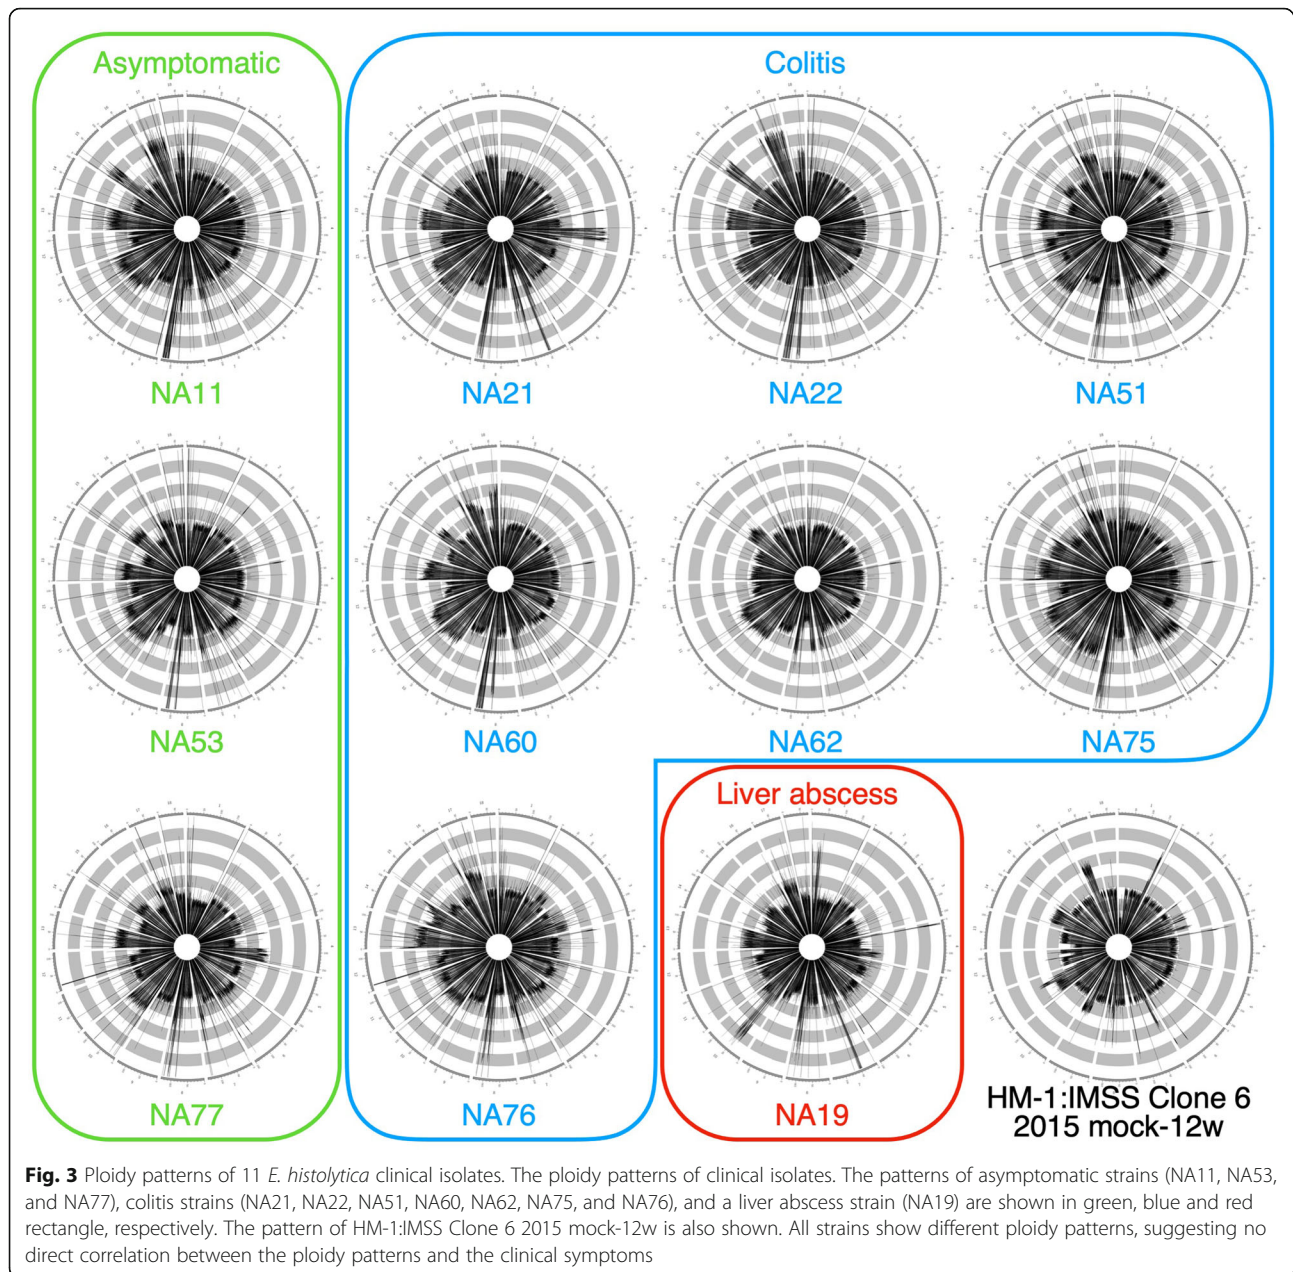 Asymptomatic
Colitis
NA11
NA21
NA22
NA51
NA53
NA60
NA62
NA75
Liver abscess
NA77
NA76
NA19
HM-1:IMSS Clone 6
2015 mock-12w
Fig. 3 Ploidy patterns of 11 E. histolytica clinical isolates. The ploidy patterns of clinical isolates. The patterns of asymptomatic strains (NA11, NA53,
and NA77), colitis strains (NA21, NA22, NA51, NA60, NA62, NA75, and NA76), and a liver abscess strain (NA19) are shown in green, blue and red
rectangle, respectively. The pattern of HM-1:IMSS Clone 6 2015 mock-12w is also shown. All strains show different ploidy patterns, suggesting no
direct correlation between the ploidy patterns and the clinical symptoms